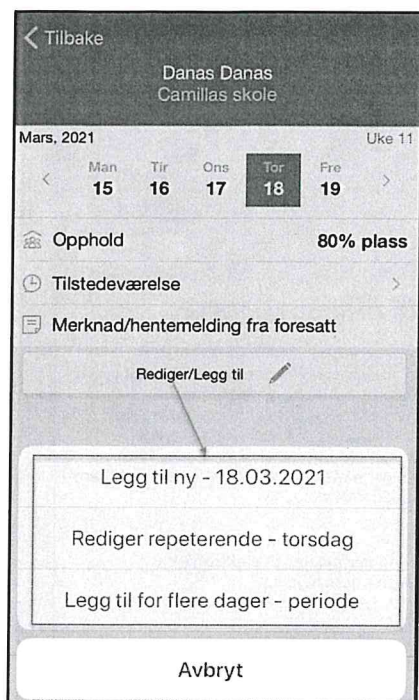 Tilbake
Danas Danas
Camillas skole
Mars, 2021 Uke 11
Man Tir Ons Tor Fre
< 15 16 17 18 19 >
Opphold 80% plass
Tilstedeværelse >
Merknad/hentemelding fra foresatt
Rediger/Legg til
Legg til ny - 18.03.2021
Rediger repeterende - torsdag
Legg til for flere dager - periode
Avbryt